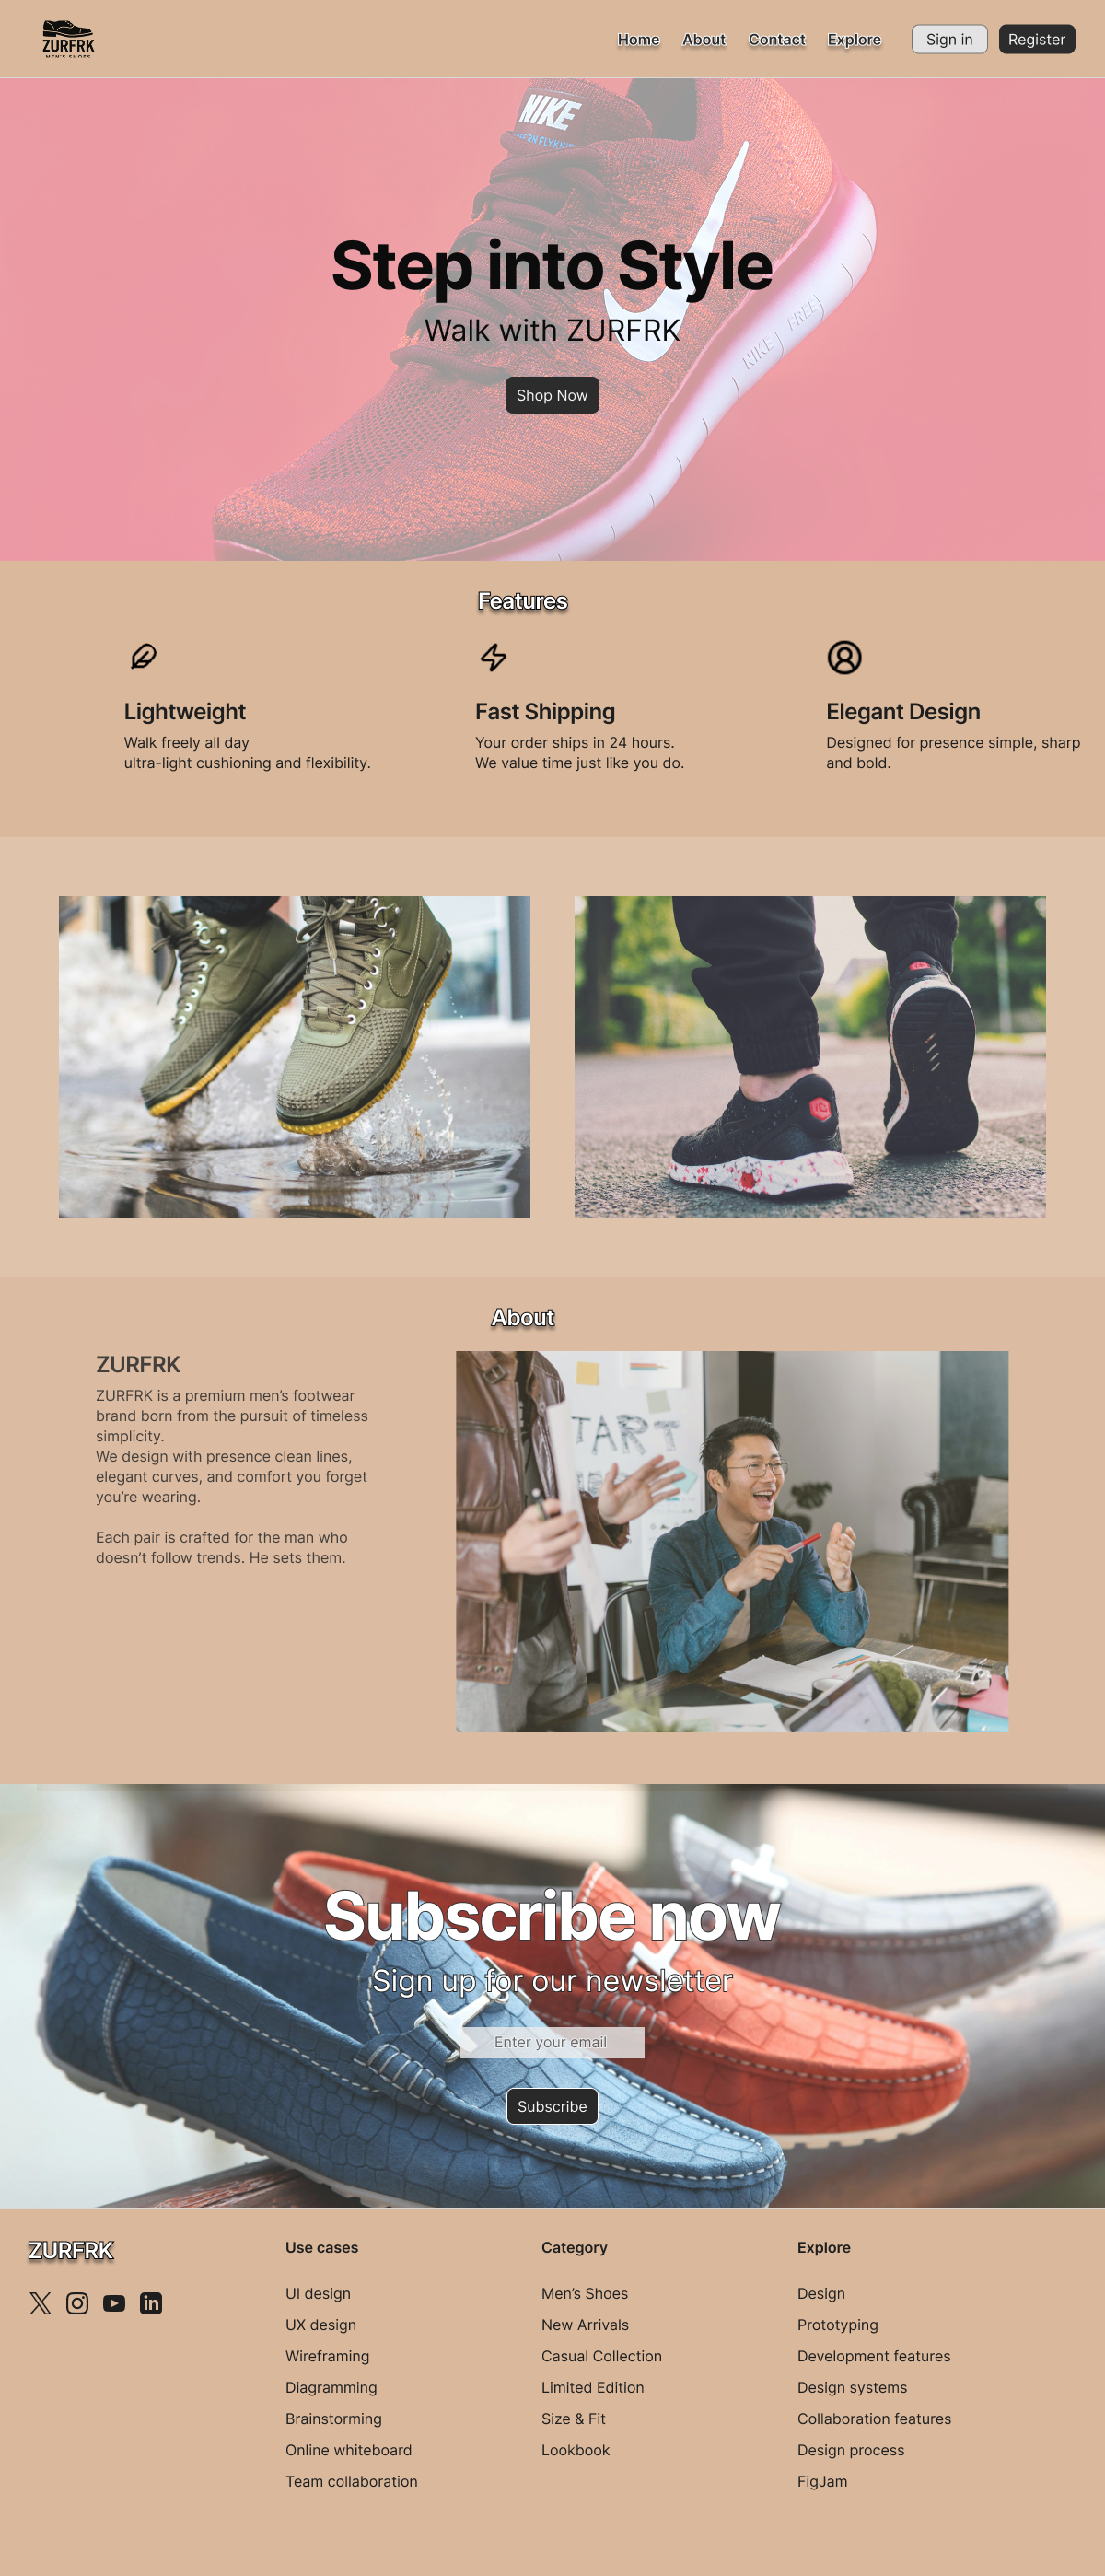 ZURFRK
MEN'S SHOES
Home About Contact Explore Sign in Register
NIKE
Step into Style
Walk with ZURFRK
NIKE FREE
Shop Now
Features
Lightweight
Walk freely all day
ultra-light cushioning and flexibility.
Fast Shipping
Your order ships in 24 hours.
We value time just like you do.
Elegant Design
Designed for presence simple, sharp
and bold.
About
ZURFRK
ZURFRK is a premium men’s footwear
brand born from the pursuit of timeless
simplicity.
We design with presence clean lines,
elegant curves, and comfort you forget
you’re wearing.
Each pair is crafted for the man who
doesn’t follow trends. He sets them.
TART
Subscribe now
Sign up for our newsletter
Enter your email
Subscribe
ZURFRK
Use cases
UI design
UX design
Wireframing
Diagramming
Brainstorming
Online whiteboard
Team collaboration
Category
Men’s Shoes
New Arrivals
Casual Collection
Limited Edition
Size & Fit
Lookbook
Explore
Design
Prototyping
Development features
Design systems
Collaboration features
Design process
FigJam